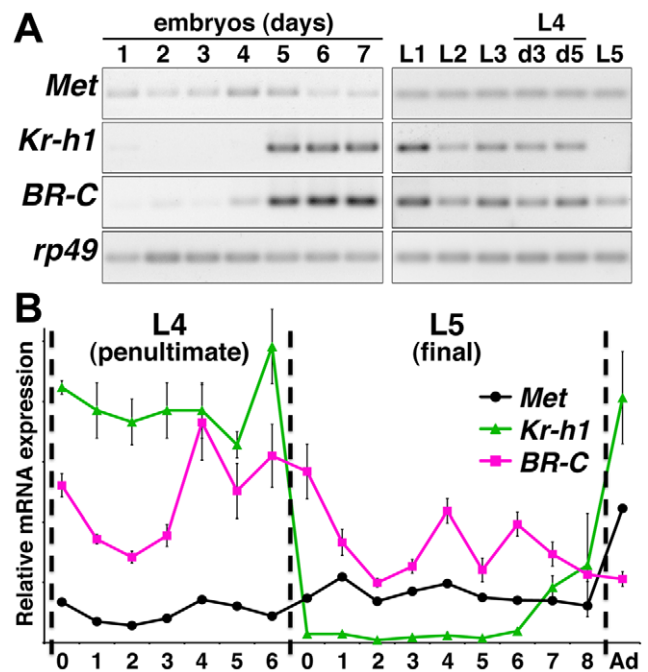 A
embryos (days)
L4
1 2 3 4 5 6 7 L1 L2 L3 d3 d5 L5
Met
Kr-h1
BR-C
rp49
B
L4
(penultimate)
L5
(final)
Relative mRNA expression
Met
Kr-h1
BR-C
0 1 2 3 4 5 6 0 1 2 3 4 5 6 7 8 Ad